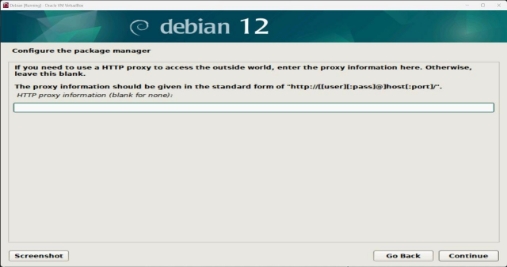 Debian [Running] - Oracle VM VirtualBox
debian 12
Configure the package manager
If you need to use a HTTP proxy to access the outside world, enter the proxy information here. Otherwise,
leave this blank.
The proxy information should be given in the standard form of "http://[[user][:pass]@]host[:port]/".
HTTP proxy information (blank for none):
Screenshot
Go Back
Continue